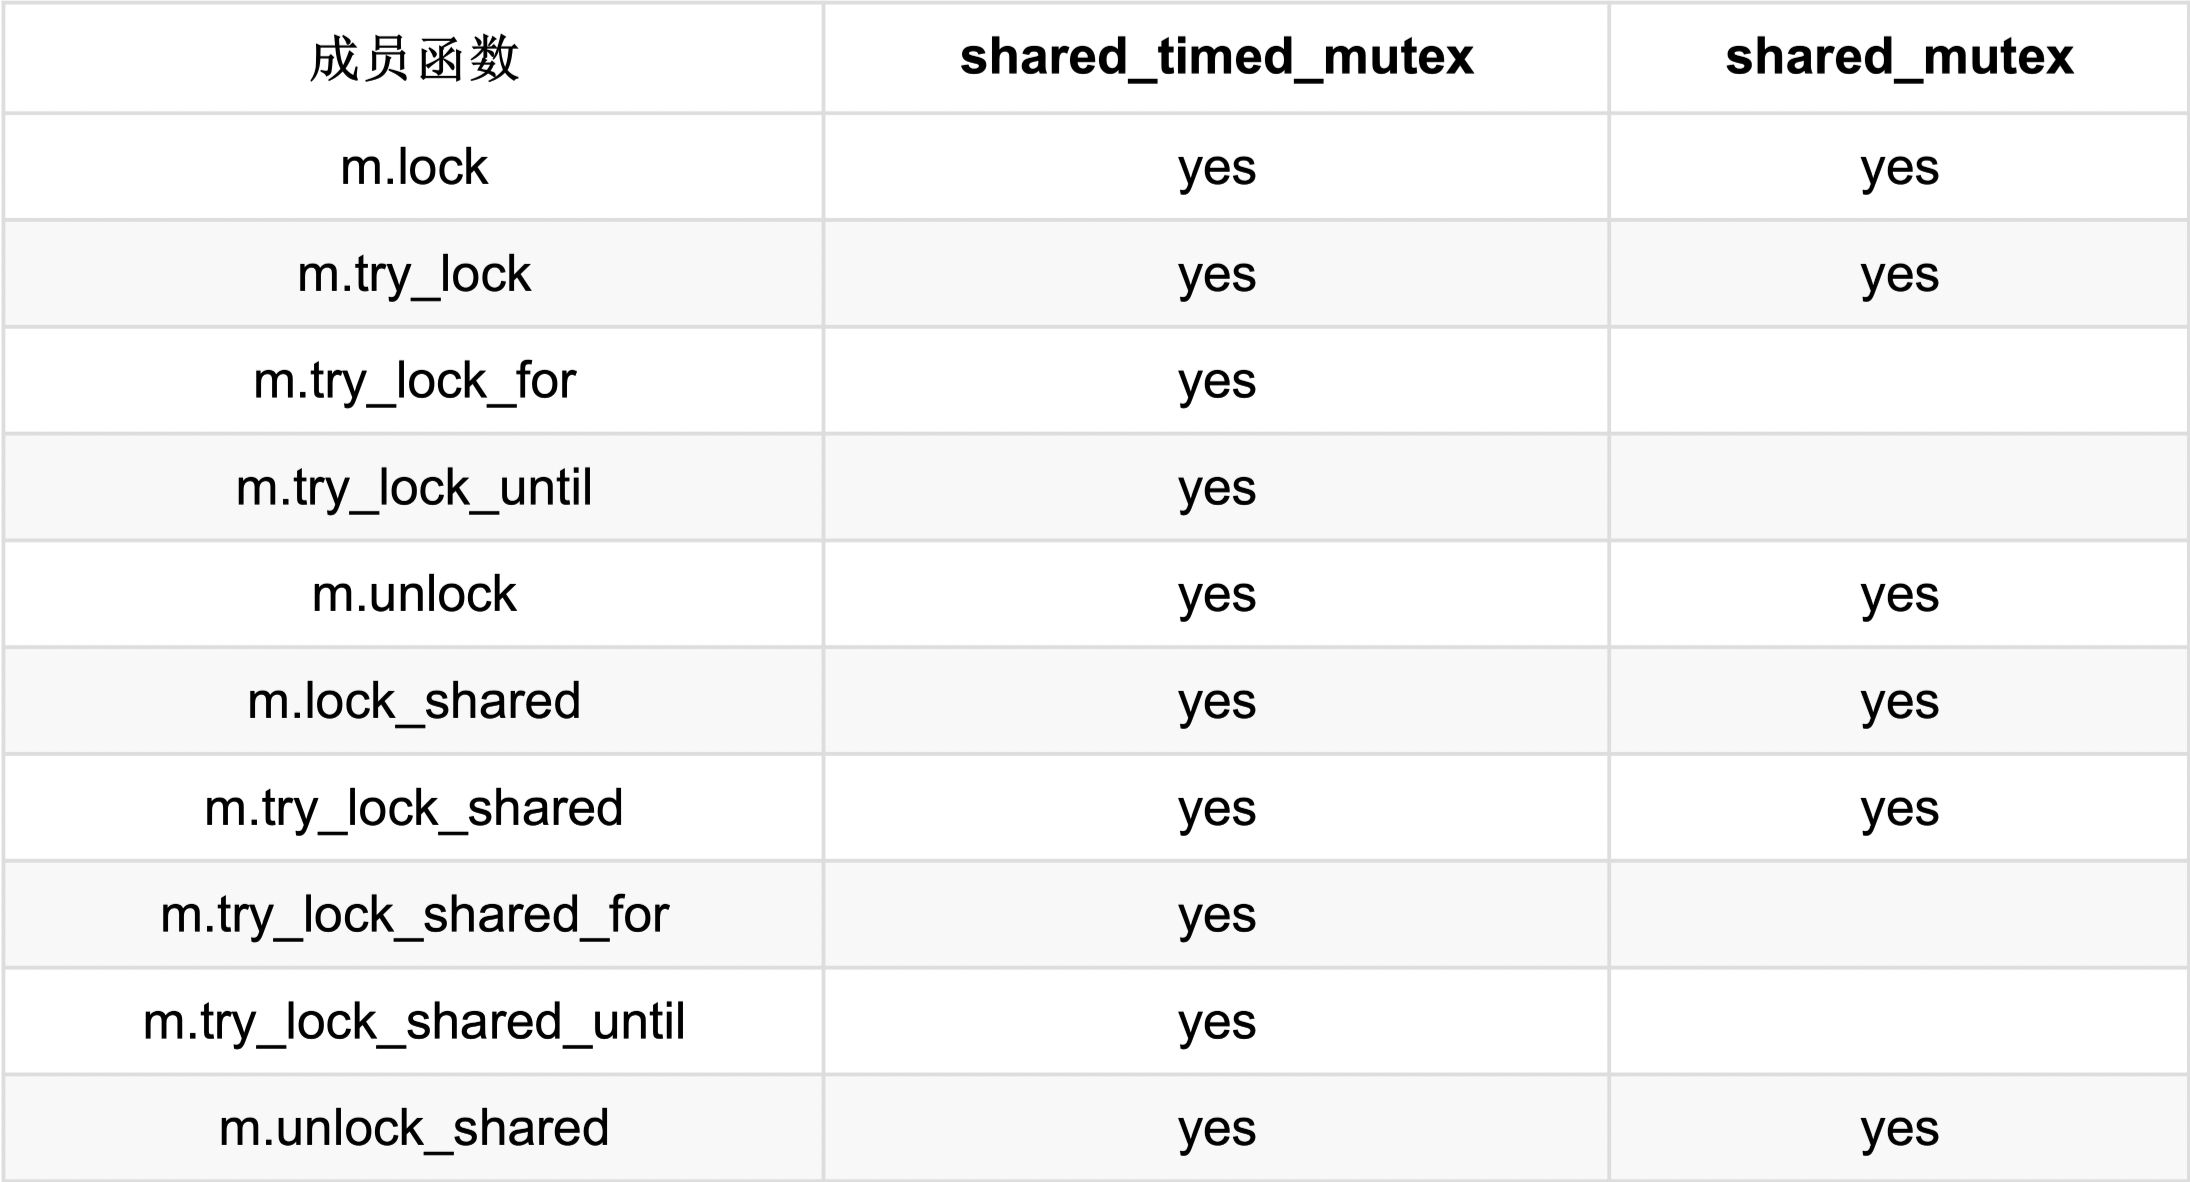 成员函数 shared_timed_mutex shared_mutex
m.lock yes yes
m.try_lock yes yes
m.try_lock_for yes
m.try_lock_until yes
m.unlock yes yes
m.lock_shared yes yes
m.try_lock_shared yes yes
m.try_lock_shared_for yes
m.try_lock_shared_until yes
m.unlock_shared yes yes